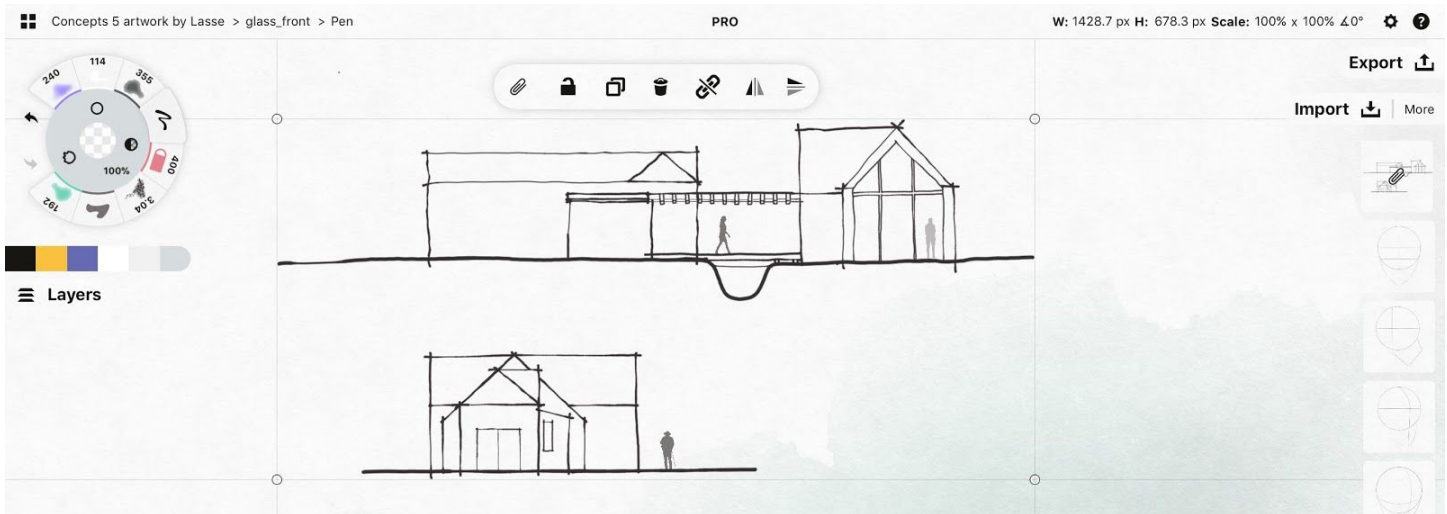 Concepts 5 artwork by Lasse > glass_front > Pen
PRO
W: 1428.7 px H: 678.3 px Scale: 100% x 100% ∡0°
Export
Import
More
240
114
355
400
3.04
192
100%
Layers